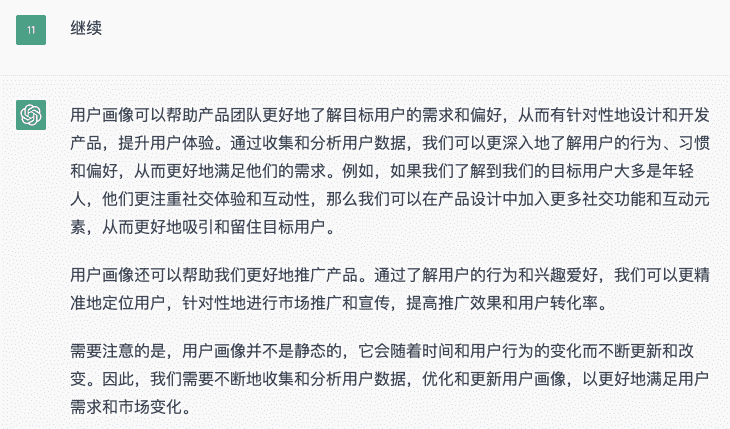 11
继续
用户画像可以帮助产品团队更好地了解目标用户的需求和偏好，从而有针对性地设计和开发
产品，提升用户体验。通过收集和分析用户数据，我们可以更深入地了解用户的行为、习惯
和偏好，从而更好地满足他们的需求。例如，如果我们了解到我们的目标用户大多是年轻
人，他们更注重社交体验和互动性，那么我们可以在产品设计中加入更多社交功能和互动元
素，从而更好地吸引和留住目标用户。
用户画像还可以帮助我们更好地推广产品。通过了解用户的行为和兴趣爱好，我们可以更精
准地定位用户，针对性地进行市场推广和宣传，提高推广效果和用户转化率。
需要注意的是，用户画像并不是静态的，它会随着时间和用户行为的变化而不断更新和改
变。因此，我们需要不断地收集和分析用户数据，优化和更新用户画像，以更好地满足用户
需求和市场变化。